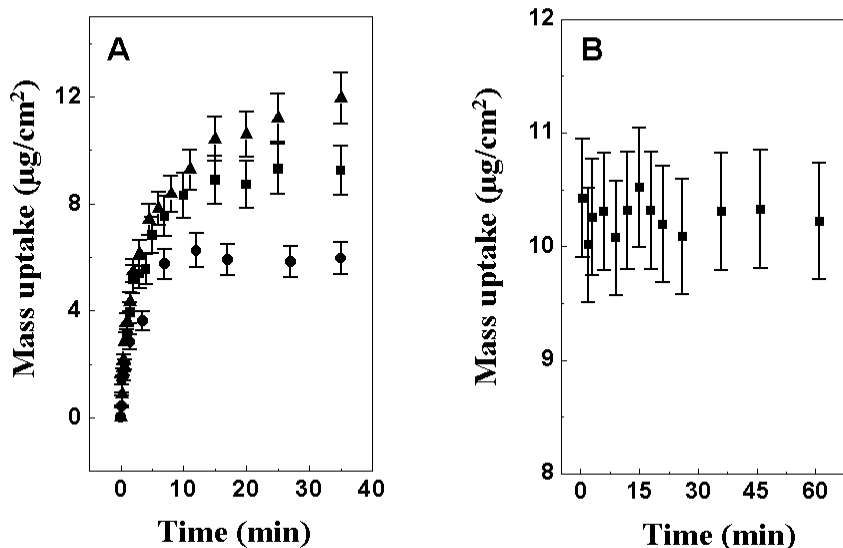 A
Mass uptake (μg/cm²)
12
8
4
0
0 10 20 30 40
Time (min)
B
Mass uptake (μg/cm²)
12
11
10
9
8
0 15 30 45 60
Time (min)